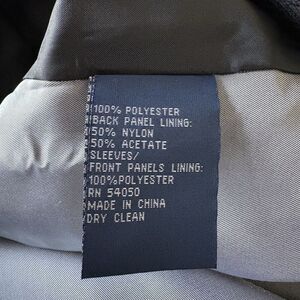 100% POLYESTER
BACK PANEL LINING:
50% NYLON
50% ACETATE
SLEEVES/
FRONT PANELS LINING:
100%POLYESTER
RN 54050
MADE IN CHINA
DRY CLEAN